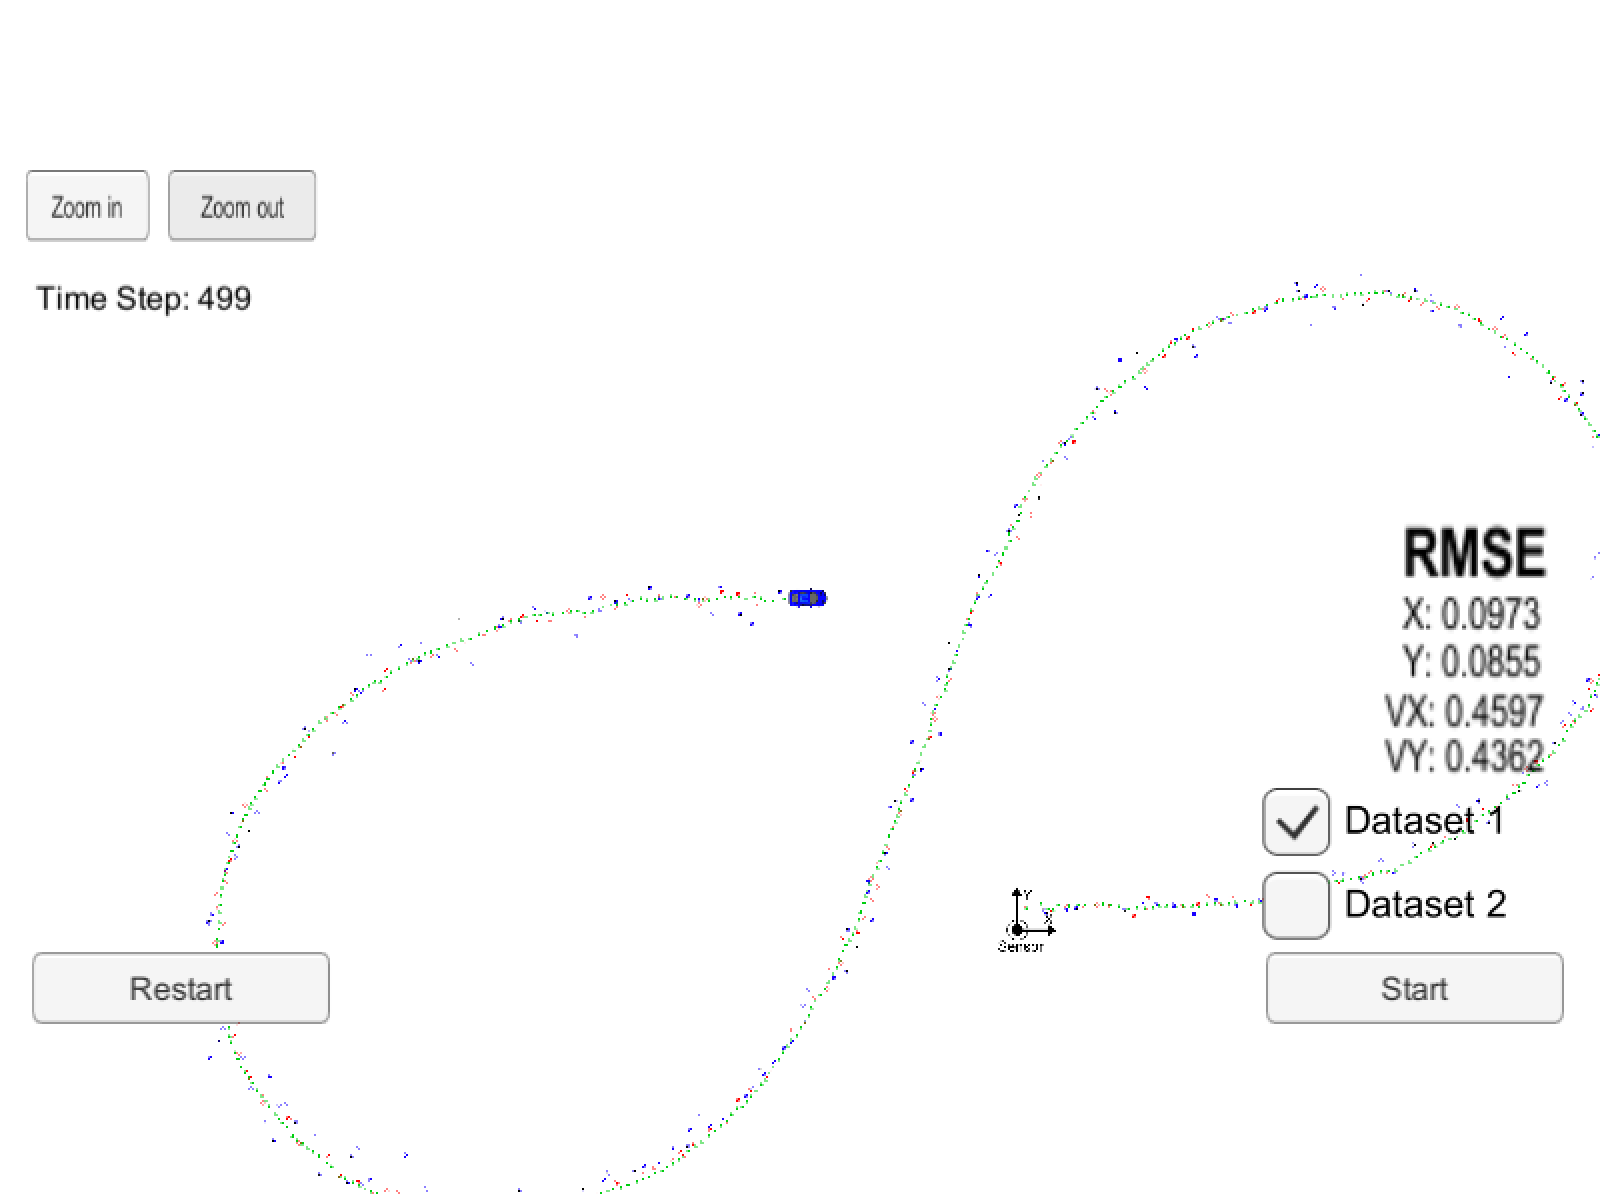 Zoom in
Zoom out
Time Step: 499
RMSE
X: 0.0973
Y: 0.0855
VX: 0.4597
VY: 0.4362
Dataset 1
Dataset 2
Y
X
Sensor
Restart
Start